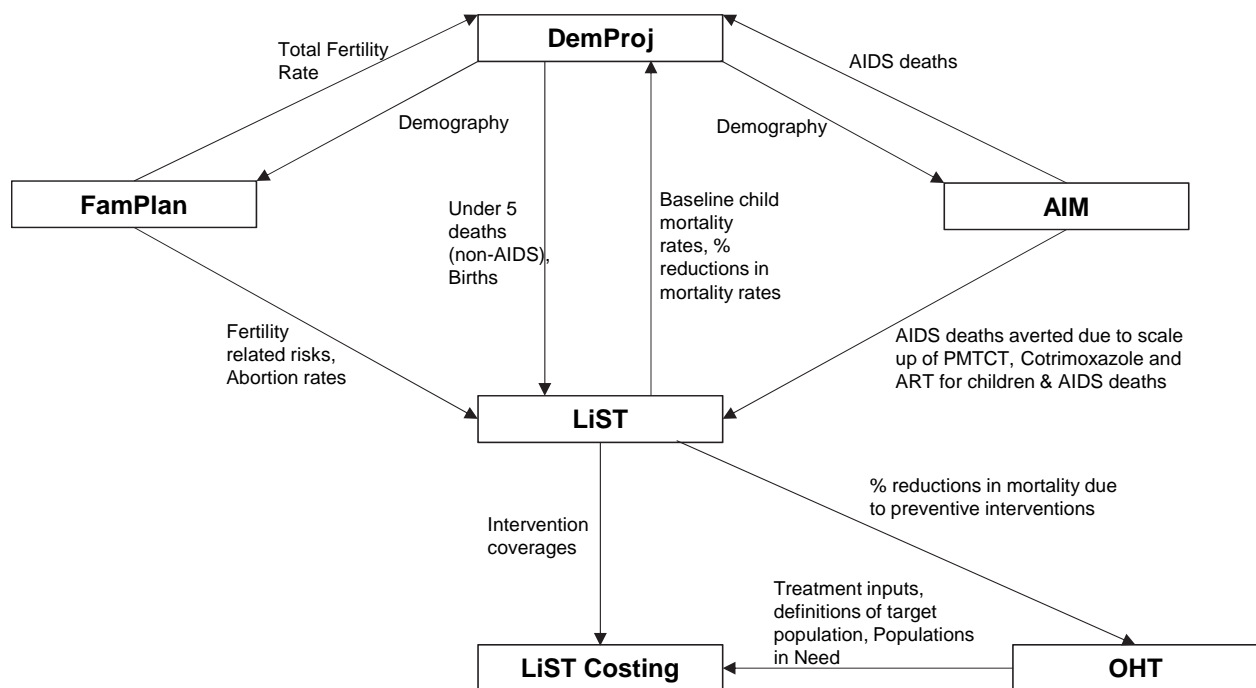 DemProj
Total Fertility
Rate
AIDS deaths
Demography
Demography
FamPlan
AIM
Under 5
deaths
(non-AIDS),
Births
Baseline child
mortality
rates, %
reductions in
mortality rates
Fertility
related risks,
Abortion rates
AIDS deaths averted due to scale
up of PMTCT, Cotrimoxazole and
ART for children & AIDS deaths
LiST
% reductions in mortality due
to preventive interventions
Intervention
coverages
Treatment inputs,
definitions of target
population, Populations
in Need
LiST Costing
OHT